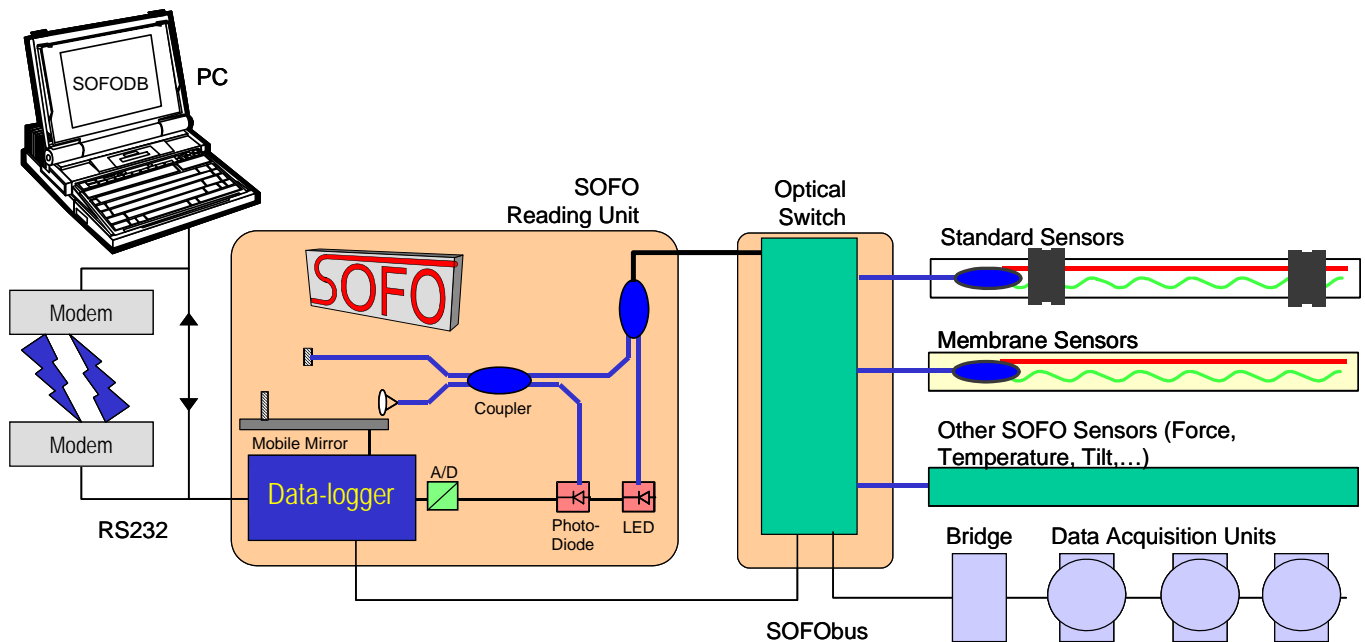 SOFODB
PC
SOFO
Reading Unit
Optical
Switch
Standard Sensors
SOFO
Modem
Membrane Sensors
Coupler
Mobile Mirror
Modem
Other SOFO Sensors (Force,
Temperature, Tilt,...)
A/D
Data-logger
RS232
Photo-
Diode
LED
Bridge
Data Acquisition Units
SOFObus